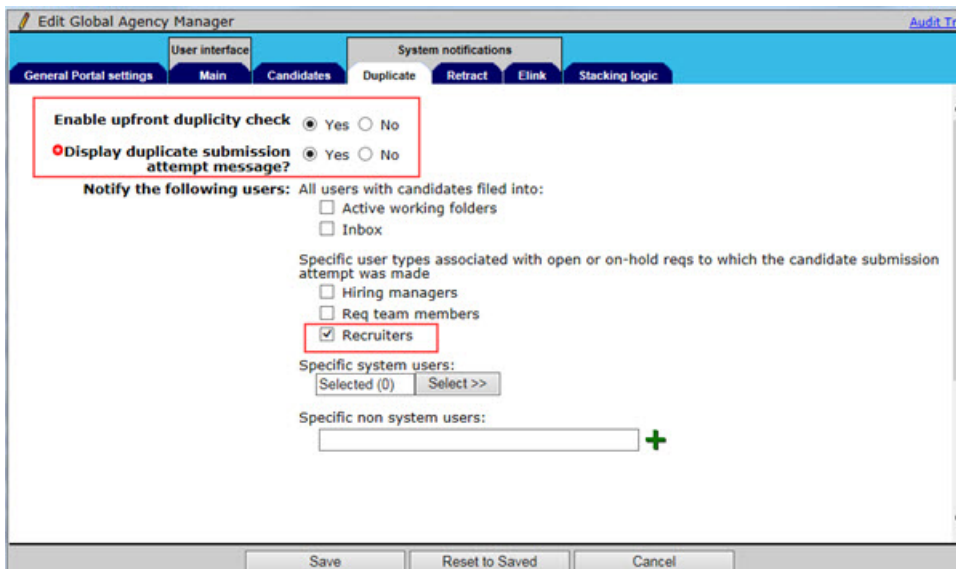 Edit Global Agency Manager
Audit Tr
User interface
System notifications
General Portal settings
Main
Candidates
Duplicate
Retract
Elink
Stacking logic
Enable upfront duplicity check
Yes
No
Display duplicate submission
attempt message?
Yes
No
Notify the following users:
All users with candidates filed into:
Active working folders
Inbox
Specific user types associated with open or on-hold reqs to which the candidate submission
attempt was made
Hiring managers
Req team members
Recruiters
Specific system users:
Selected (0)
Select >>
Specific non system users:
Save
Reset to Saved
Cancel